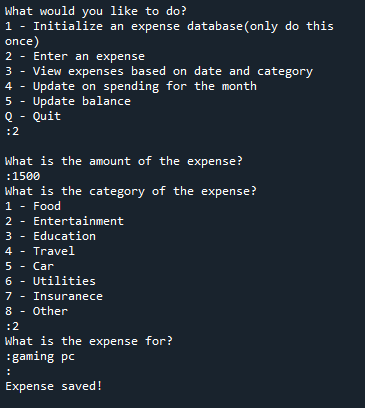 What would you like to do?
1 - Initialize an expense database(only do this
once)
2 - Enter an expense
3 - View expenses based on date and category
4 - Update on spending for the month
5 - Update balance
Q - Quit
:2
What is the amount of the expense?
:1500
What is the category of the expense?
1 - Food
2 - Entertainment
3 - Education
4 - Travel
5 - Car
6 - Utilities
7 - Insuranece
8 - Other
:2
What is the expense for?
:gaming pc
:
Expense saved!